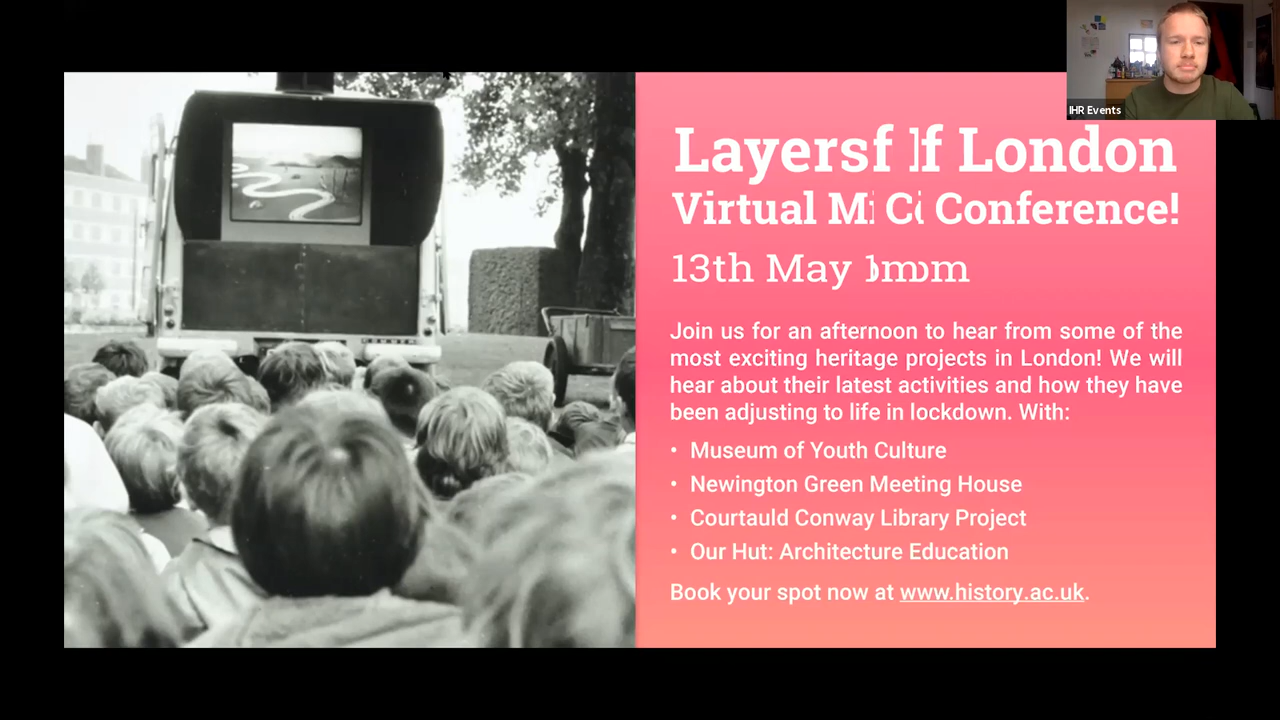 IHR Events
Layers London
Virtual Conference!
13th May
Join us for an afternoon to hear from some of the
most exciting heritage projects in London! We will
hear about their latest activities and how they have
been adjusting to life in lockdown. With:
• Museum of Youth Culture
• Newington Green Meeting House
• Courtauld Conway Library Project
• Our Hut: Architecture Education
Book your spot now at www.history.ac.uk.